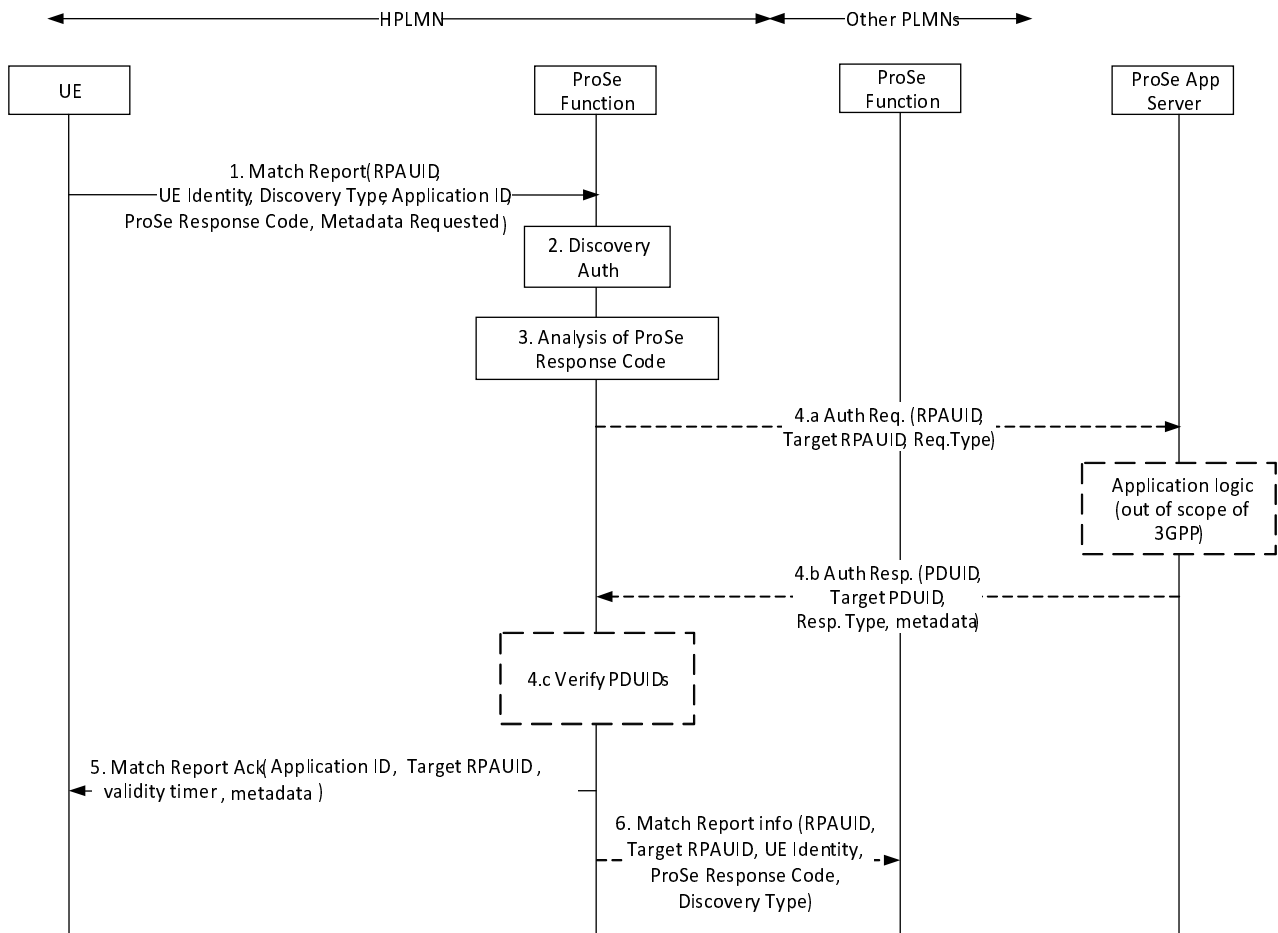 HPLMN
Other PLMNs
UE
ProSe
Function
ProSe
Function
ProSe App
Server
1. Match Report(RPAUID,
UE Identity, Discovery Type, Application ID,
ProSe Response Code, Metadata Requested)
2. Discovery
Auth
3. Analysis of ProSe
Response Code
4.a Auth Req. (RPAUID,
Target RPAUID, Req.Type)
Application logic
(out of scope of
3GPP)
4.b Auth Resp. (PDUID,
Target PDUID,
Resp. Type, metadata)
4.c Verify PDUIDs
5. Match Report Ack( Application ID, Target RPAUID,
validity timer, metadata)
6. Match Report info (RPAUID,
Target RPAUID, UE Identity,
ProSe Response Code,
Discovery Type)